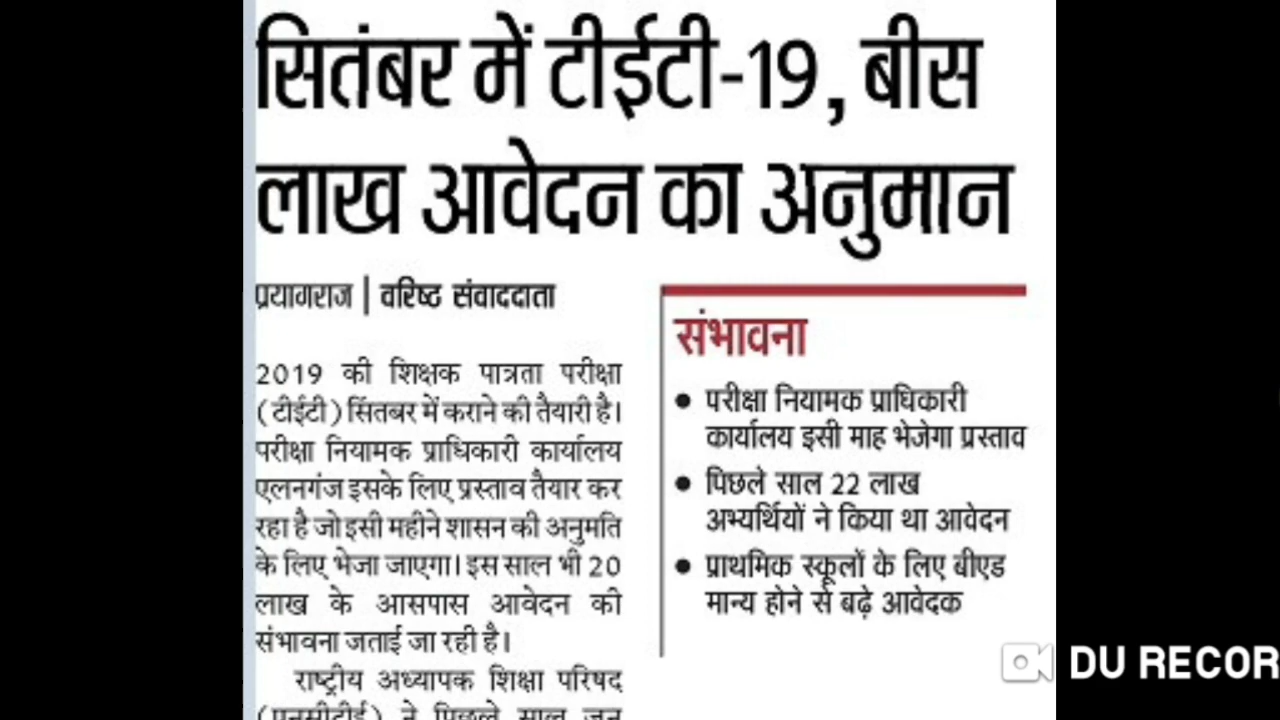 सितंबर में टीईटी-19, बीस
लाख आवेदन का अनुमान
प्रयागराज | वरिष्ठ संवाददाता
2019 की शिक्षक पात्रता परीक्षा
(टीईटी) सिंतबर में कराने की तैयारी है।
परीक्षा नियामक प्राधिकारी कार्यालय
एलनगंज इसके लिए प्रस्ताव तैयार कर
रहा है जो इसी महीने शासन की अनुमति
के लिए भेजा जाएगा। इस साल भी 20
लाख के आसपास आवेदन की
संभावना जताई जा रही है।
राष्ट्रीय अध्यापक शिक्षा परिषद
(एनसीटीई) ने पिछले साल जून
संभावना
● परीक्षा नियामक प्राधिकारी
कार्यालय इसी माह भेजेगा प्रस्ताव
● पिछले साल 22 लाख
अभ्यर्थियों ने किया था आवेदन
● प्राथमिक स्कूलों के लिए बीएड
मान्य होने से बढ़े आवेदक
DU RECOR